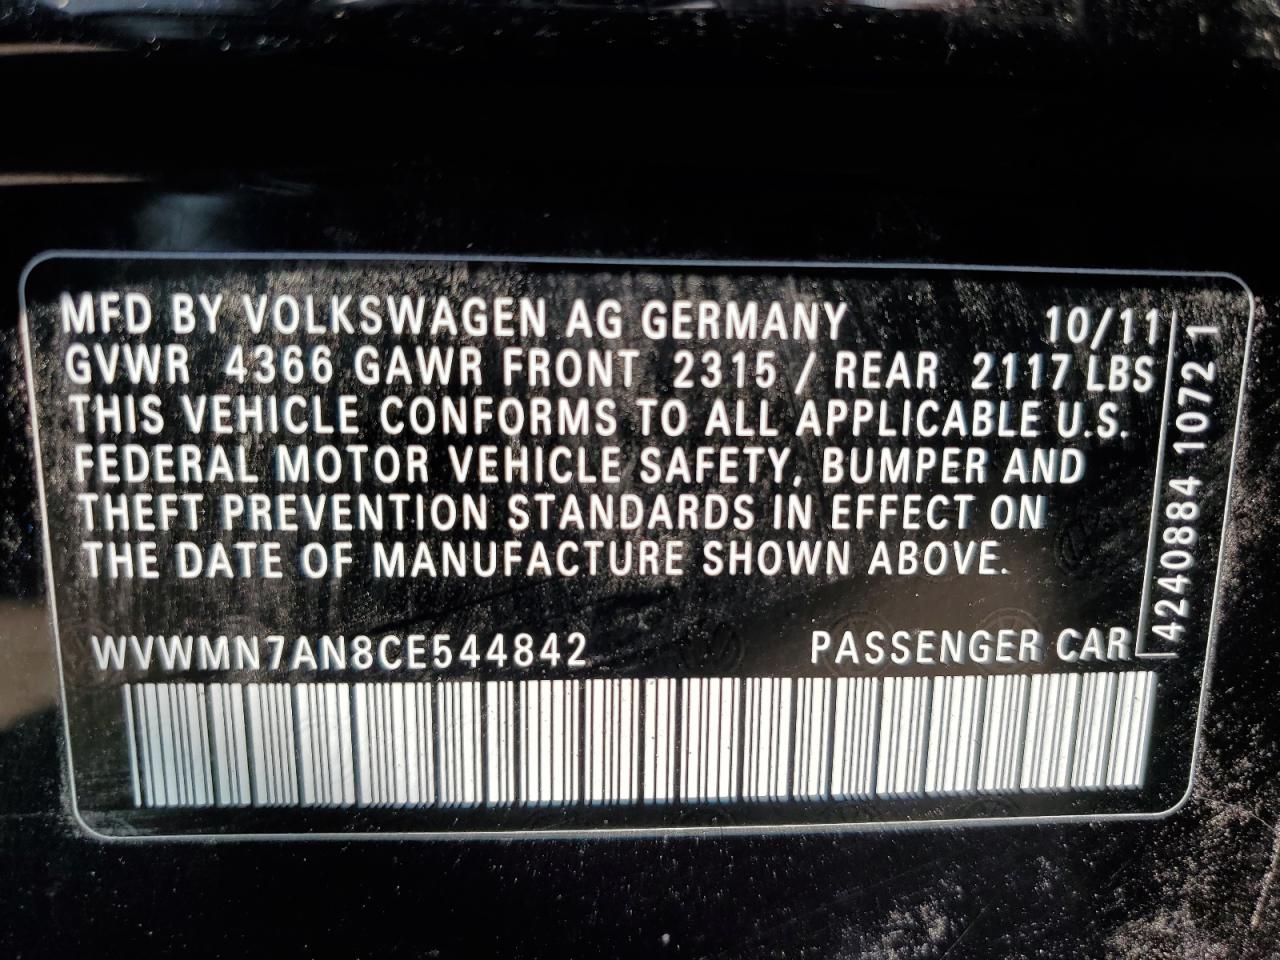 MFD BY VOLKSWAGEN AG GERMANY 10/11
GVWR 4366 GAWR FRONT 2315 / REAR 2117 LBS
THIS VEHICLE CONFORMS TO ALL APPLICABLE U.S.
FEDERAL MOTOR VEHICLE SAFETY, BUMPER AND
THEFT PREVENTION STANDARDS IN EFFECT ON
THE DATE OF MANUFACTURE SHOWN ABOVE.
WVWMN7AN8CE544842 PASSENGER CAR
4240884 1072 1